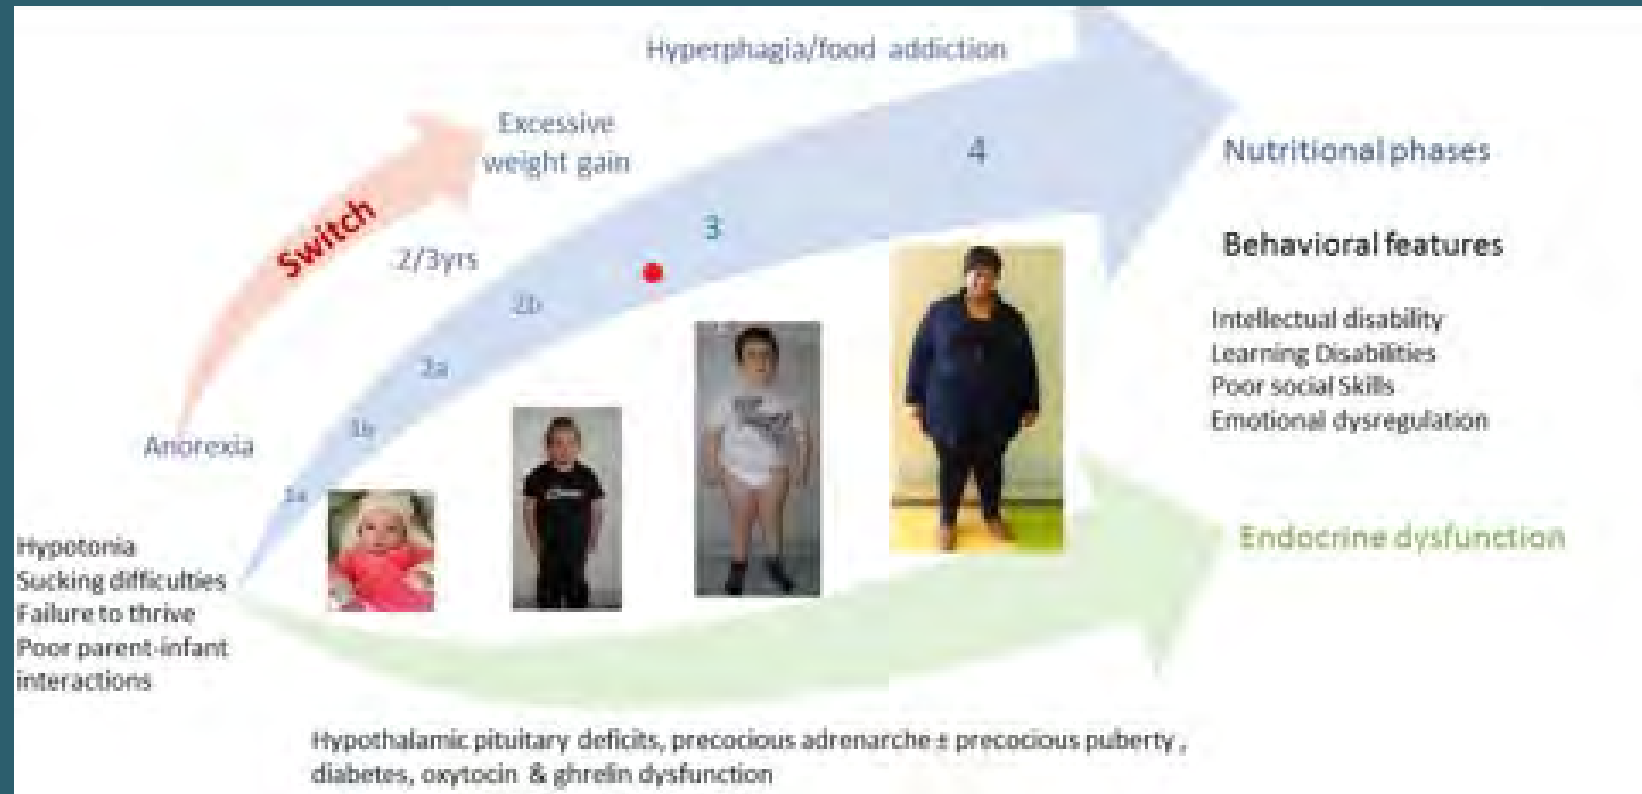 Hyperphagia/food addiction
Excessive
weight gain
Switch
2/3yrs
Anorexia
1a
1b
2a
2b
3
4
Nutritional phases
Behavioral features
Intellectual disability
Learning Disabilities
Poor social Skills
Emotional dysregulation
Endocrine dysfunction
Hypotonia
Sucking difficulties
Failure to thrive
Poor parent-infant
interactions
Hypothalamic pituitary deficits, precocious adrenarche ± precocious puberty ,
diabetes, oxytocin & ghrelin dysfunction